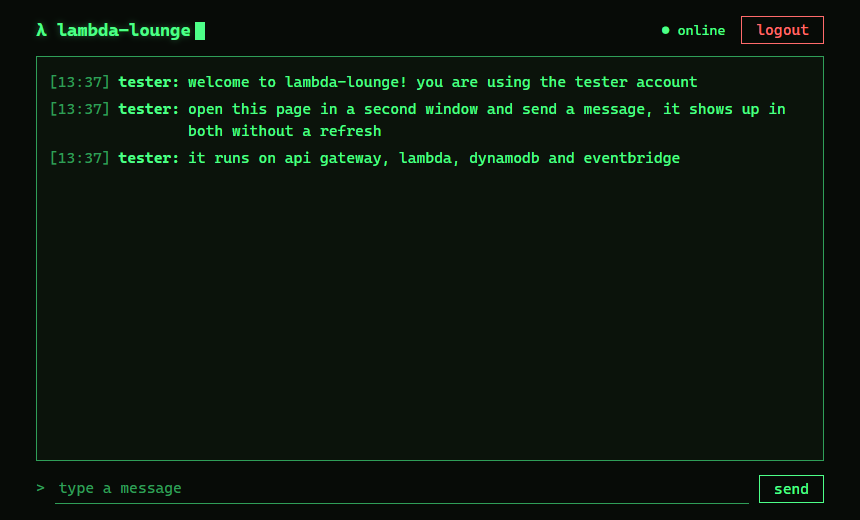 λ lambda-lounge
● online
logout
[13:37] tester: welcome to lambda-lounge! you are using the tester account
[13:37] tester: open this page in a second window and send a message, it shows up in
both without a refresh
[13:37] tester: it runs on api gateway, lambda, dynamodb and eventbridge
> type a message
send